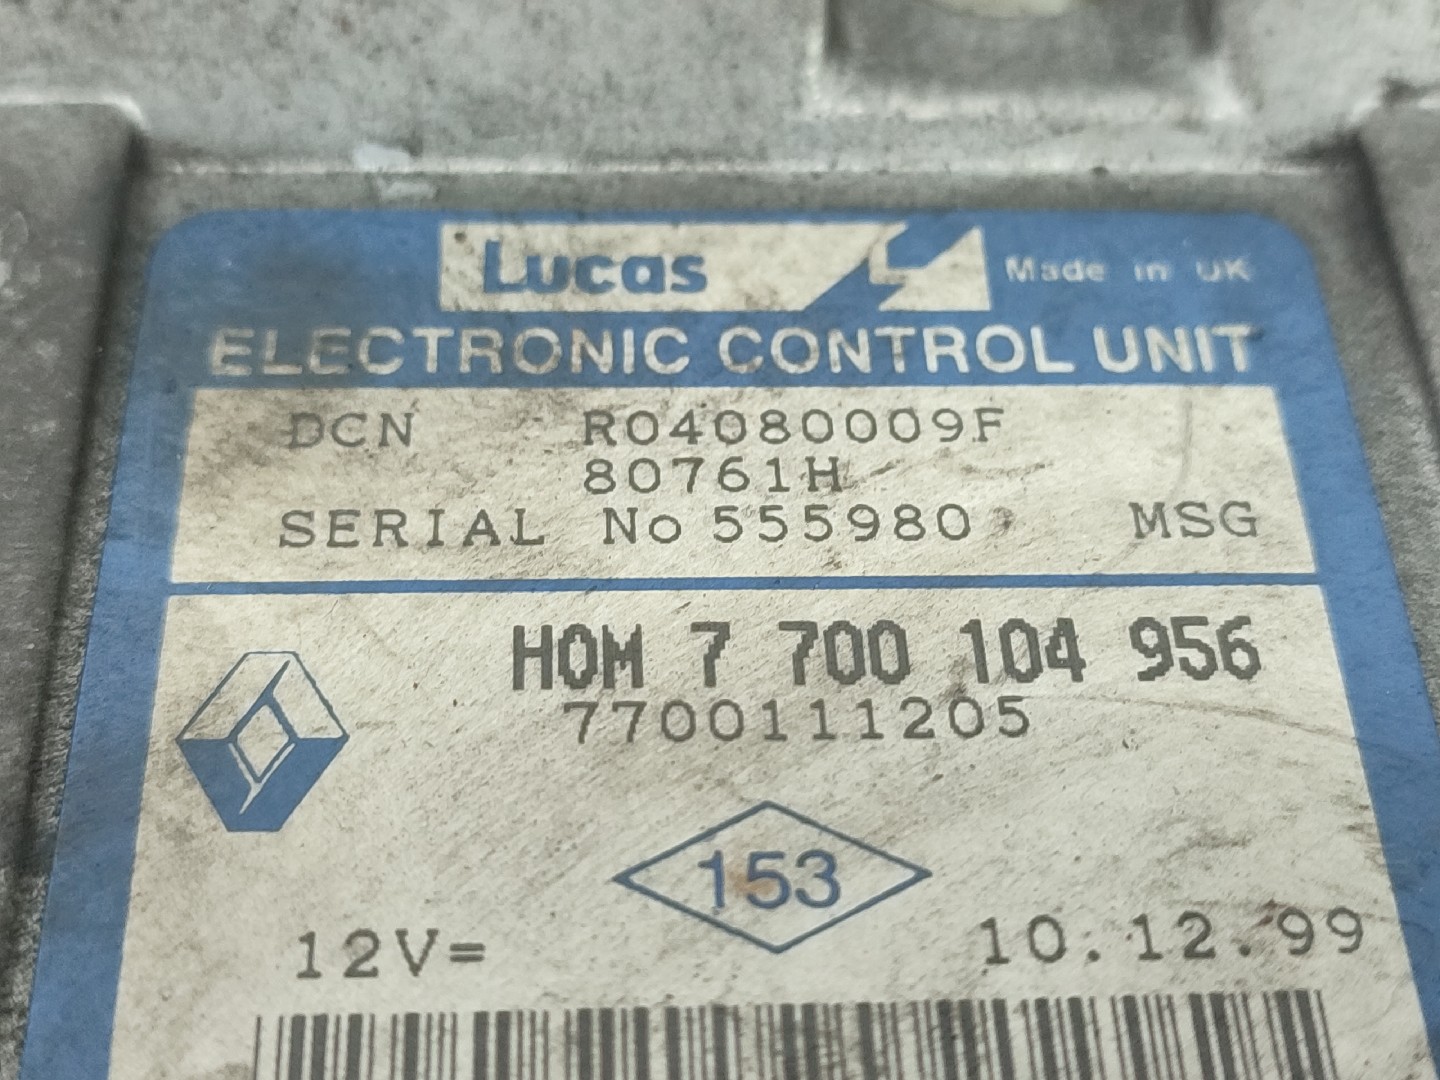 Lucas Made in UK
ELECTRONIC CONTROL UNIT
DCN R04080009F
80761H
SERIAL No 555980 MSG
HOM 7 700 104 956
7700111205
153
12V= 10.12.99